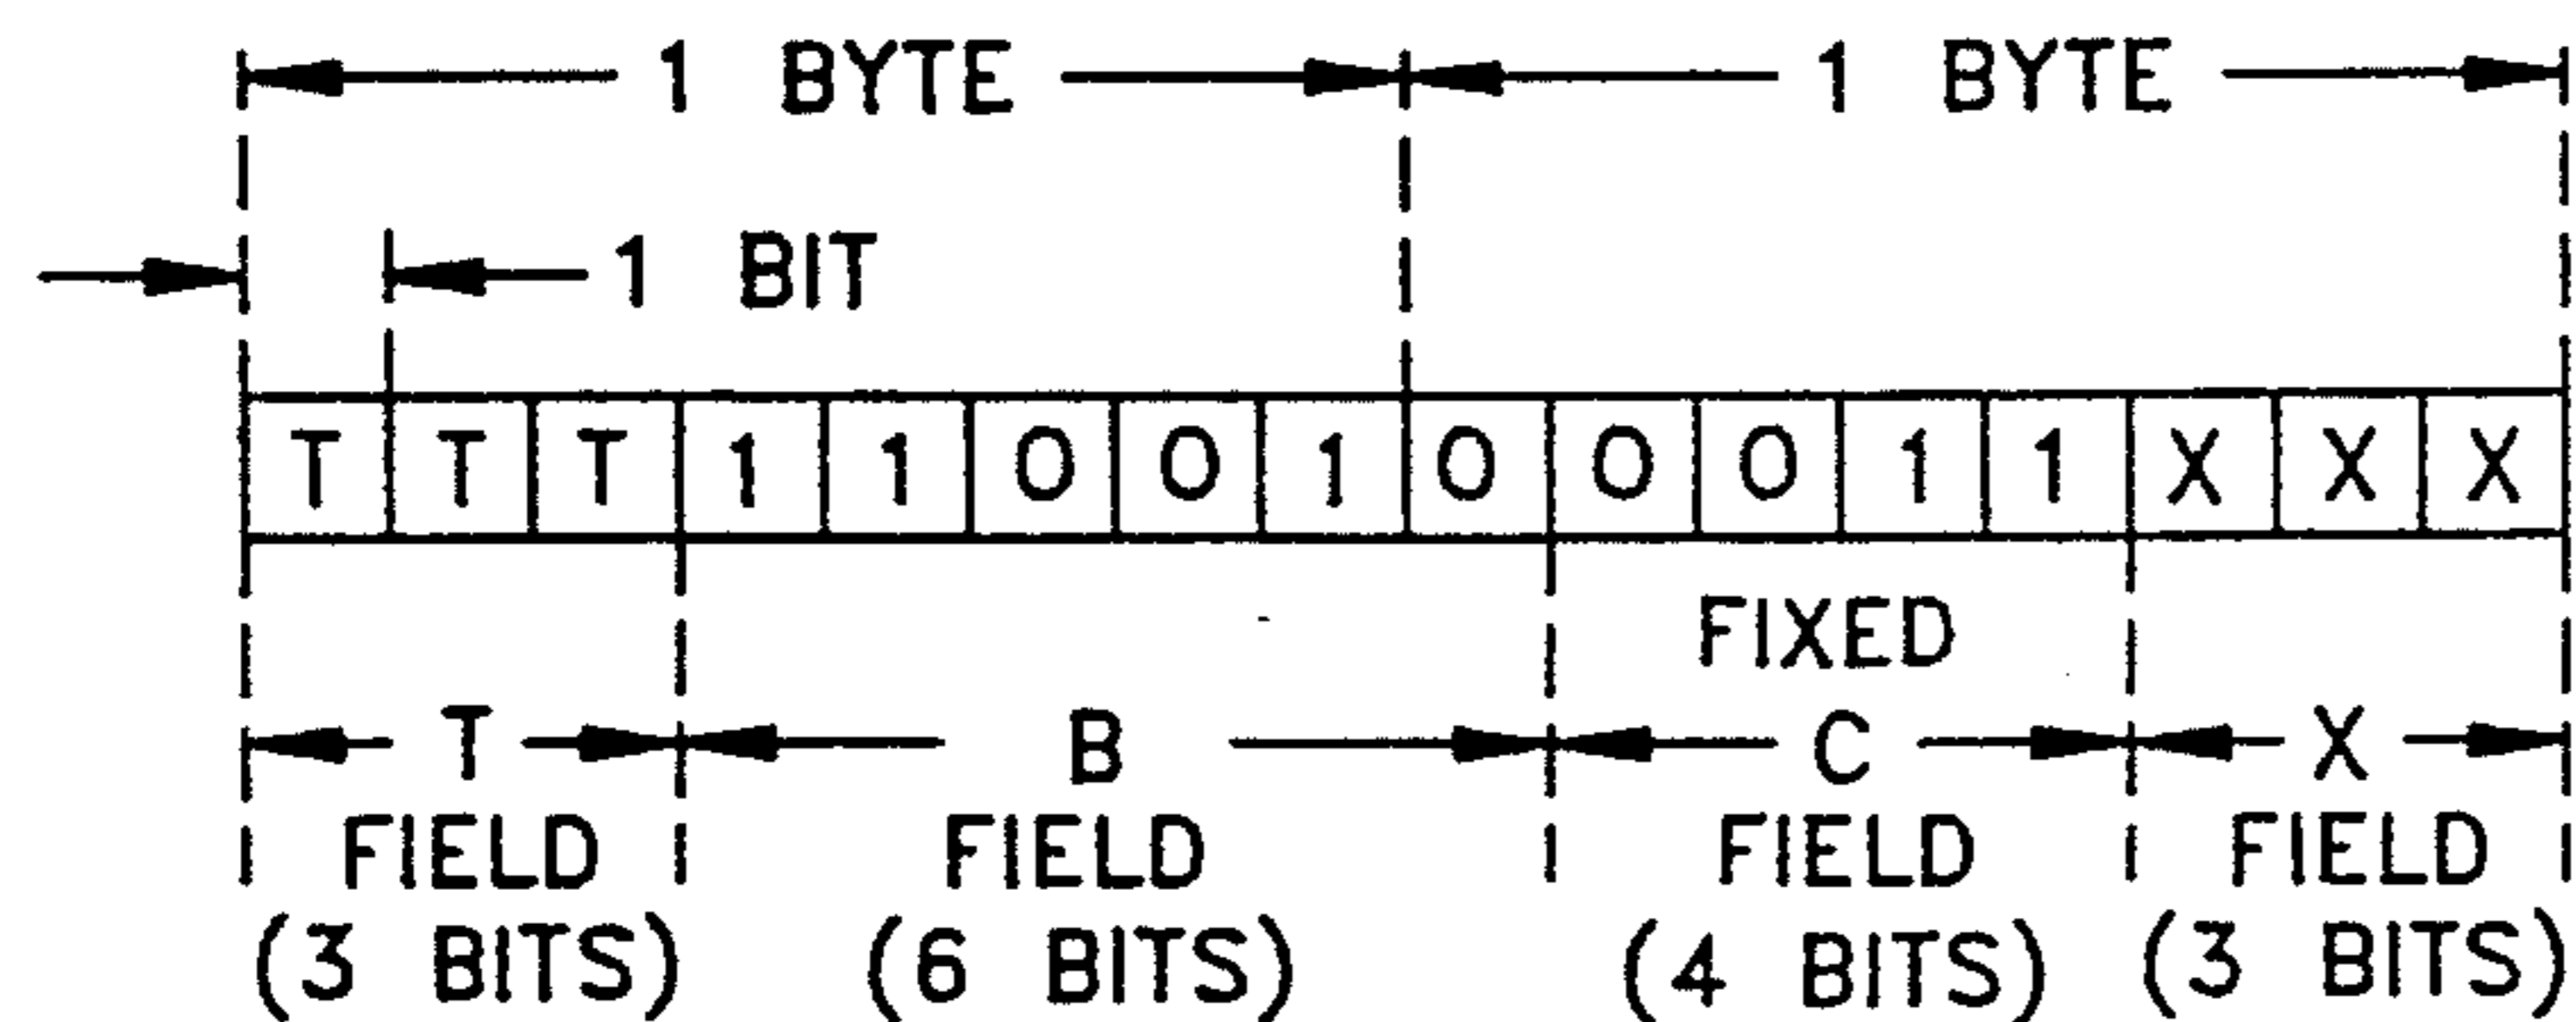 1 BYTE 1 BYTE
1 BIT
T T T 1 1 0 0 1 0 0 0 1 1 X X X
FIXED
T B C X
FIELD FIELD FIELD FIELD
(3 BITS) (6 BITS) (4 BITS) (3 BITS)